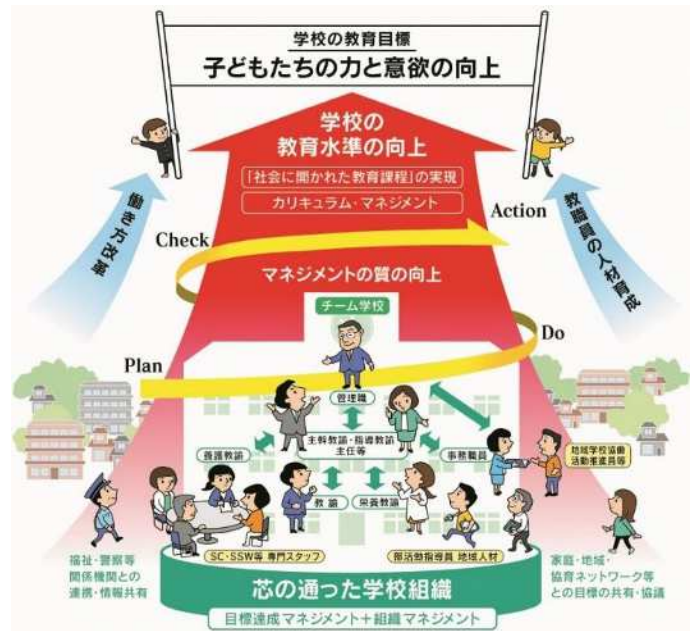 学校の教育目標
子どもたちの力と意欲の向上
学校の
教育水準の向上
「社会に開かれた教育課程」の実現
カリキュラム・マネジメント
働き方改革
教職員の人材育成
Check
Action
マネジメントの質の向上
チーム学校
Plan
Do
管理職
主幹教諭・指導教諭
主任等
養護教諭
事務職員
地域学校協働
活動推進員等
教諭
栄養教諭
福祉・警察等
関係機関との
連携・情報共有
SC・SSW等 専門スタッフ
部活動指導員 地域人材
家庭・地域・
協育ネットワーク等
との目標の共有・協議
芯の通った学校組織
目標達成マネジメント+組織マネジメント